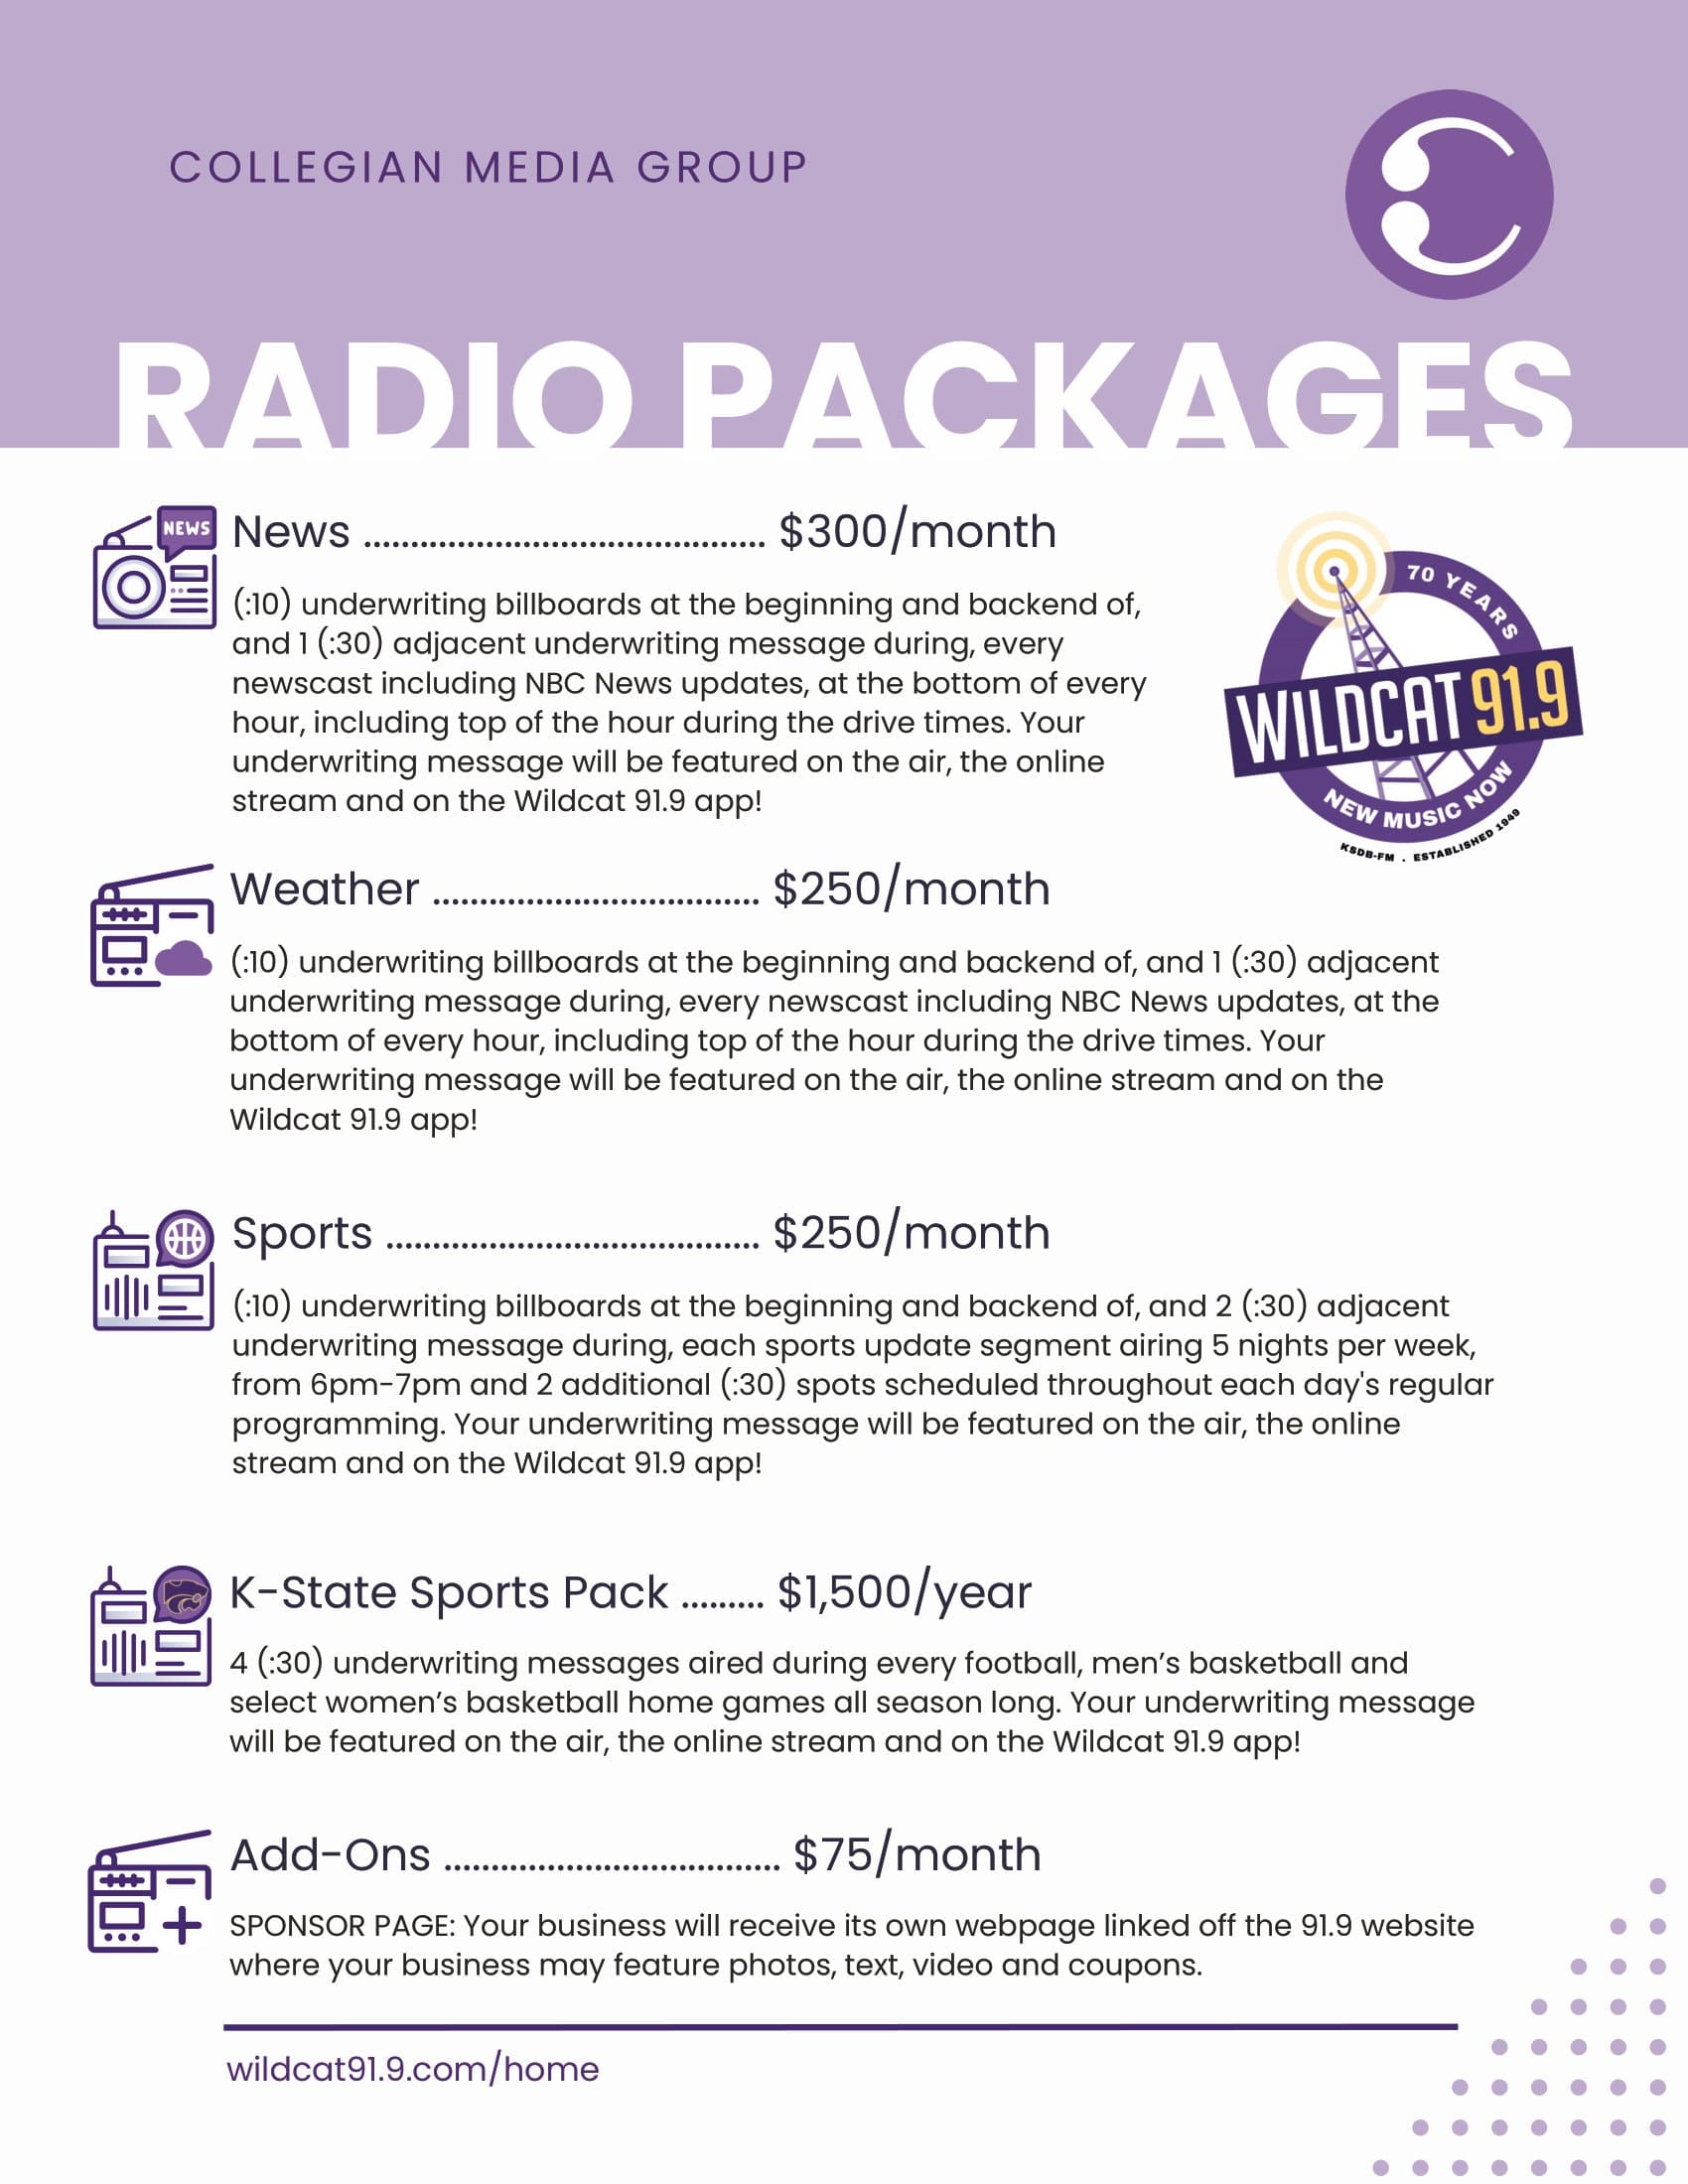 COLLEGIAN MEDIA GROUP
RADIO PACKAGES
NEWS
News .......................................... $300/month
(:10) underwriting billboards at the beginning and backend of,
and 1 (:30) adjacent underwriting message during, every
newscast including NBC News updates, at the bottom of every
hour, including top of the hour during the drive times. Your
underwriting message will be featured on the air, the online
stream and on the Wildcat 91.9 app!
70 YEARS
WILDCAT 91.9
NEW MUSIC NOW
KSDB-FM . ESTABLISHED 1949
Weather .................................. $250/month
(:10) underwriting billboards at the beginning and backend of, and 1 (:30) adjacent
underwriting message during, every newscast including NBC News updates, at the
bottom of every hour, including top of the hour during the drive times. Your
underwriting message will be featured on the air, the online stream and on the
Wildcat 91.9 app!
Sports ....................................... $250/month
(:10) underwriting billboards at the beginning and backend of, and 2 (:30) adjacent
underwriting message during, each sports update segment airing 5 nights per week,
from 6pm-7pm and 2 additional (:30) spots scheduled throughout each day's regular
programming. Your underwriting message will be featured on the air, the online
stream and on the Wildcat 91.9 app!
K-State Sports Pack ......... $1,500/year
4 (:30) underwriting messages aired during every football, men’s basketball and
select women’s basketball home games all season long. Your underwriting message
will be featured on the air, the online stream and on the Wildcat 91.9 app!
Add-Ons ................................... $75/month
SPONSOR PAGE: Your business will receive its own webpage linked off the 91.9 website
where your business may feature photos, text, video and coupons.
wildcat91.9.com/home